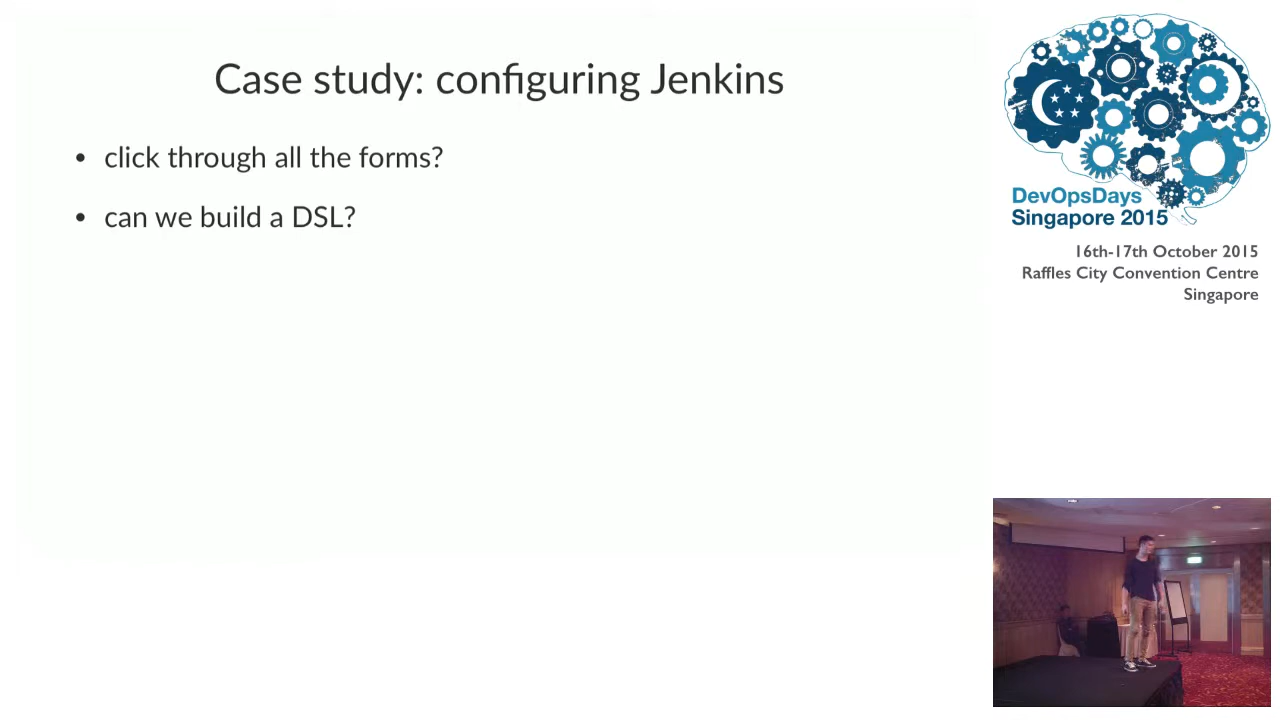 Case study: configuring Jenkins
• click through all the forms?
• can we build a DSL?
DevOpsDays
Singapore 2015
16th-17th October 2015
Raffles City Convention Centre
Singapore